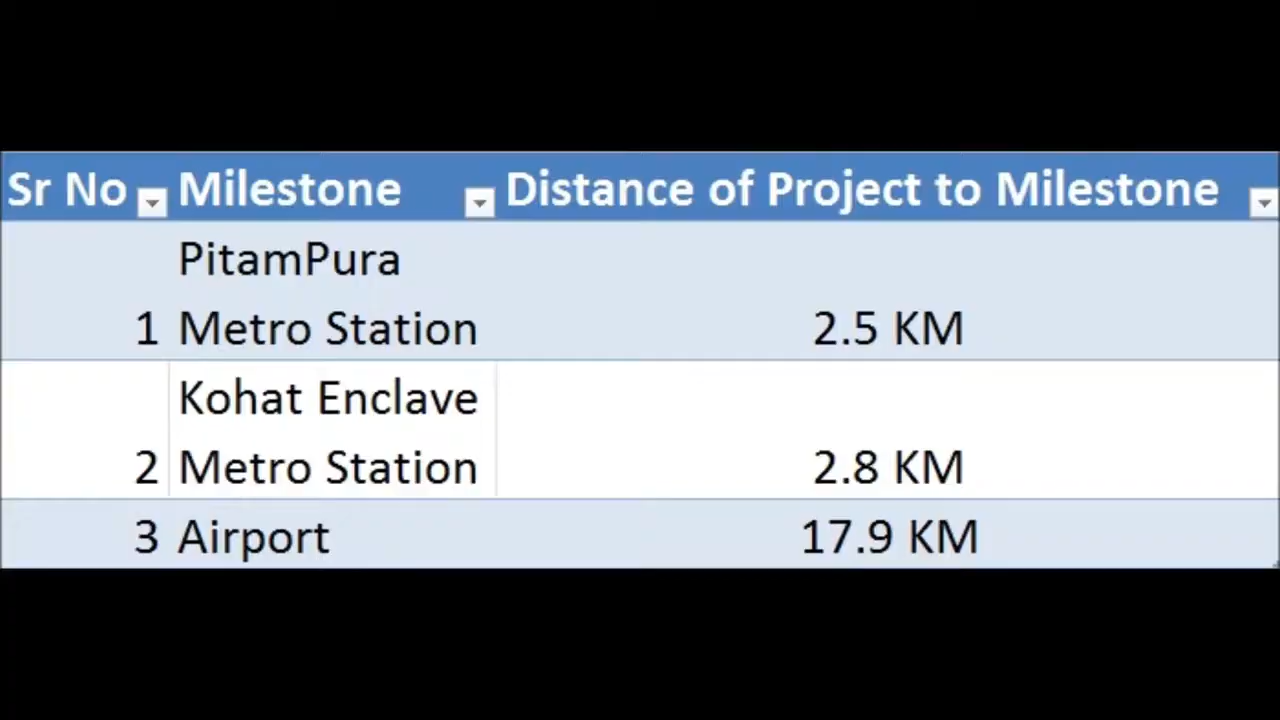 Sr No Milestone Distance of Project to Milestone
PitamPura
1 Metro Station 2.5 KM
Kohat Enclave
2 Metro Station 2.8 KM
3 Airport 17.9 KM